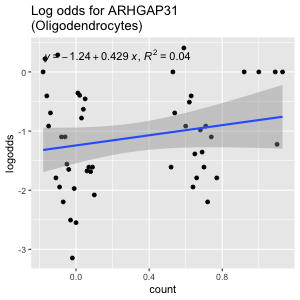 Log odds for ARHGAP31
(Oligodendrocytes)
y = −1.24 + 0.429 x, R² = 0.04
0
-1
-2
-3
logodds
0.0 0.4 0.8
count